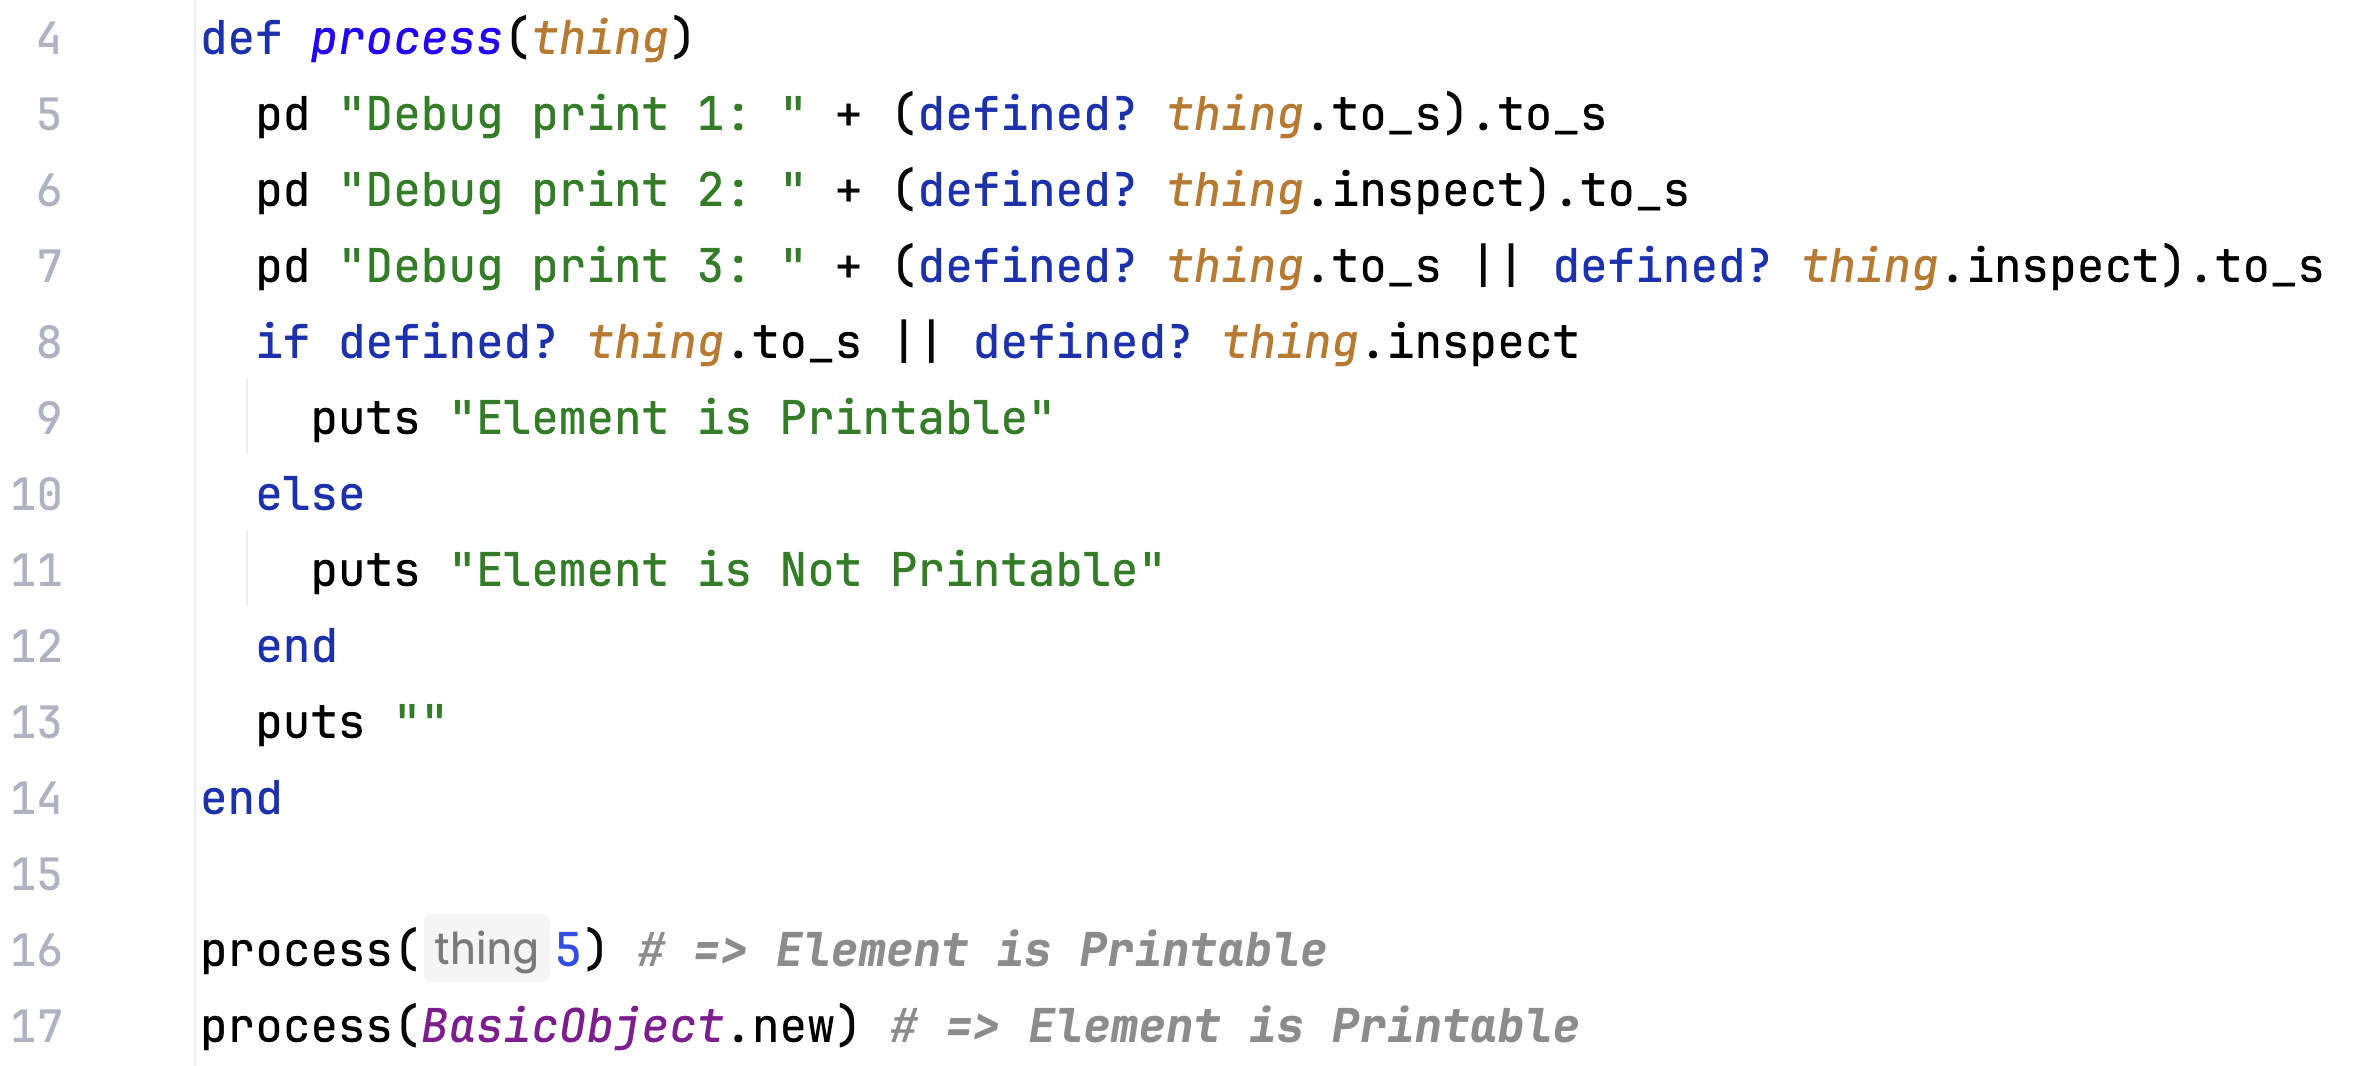 4 def process(thing)
5   pd "Debug print 1: " + (defined? thing.to_s).to_s
6   pd "Debug print 2: " + (defined? thing.inspect).to_s
7   pd "Debug print 3: " + (defined? thing.to_s || defined? thing.inspect).to_s
8   if defined? thing.to_s || defined? thing.inspect
9     puts "Element is Printable"
10   else
11     puts "Element is Not Printable"
12   end
13   puts ""
14 end
15
16 process(thing 5) # => Element is Printable
17 process(BasicObject.new) # => Element is Printable